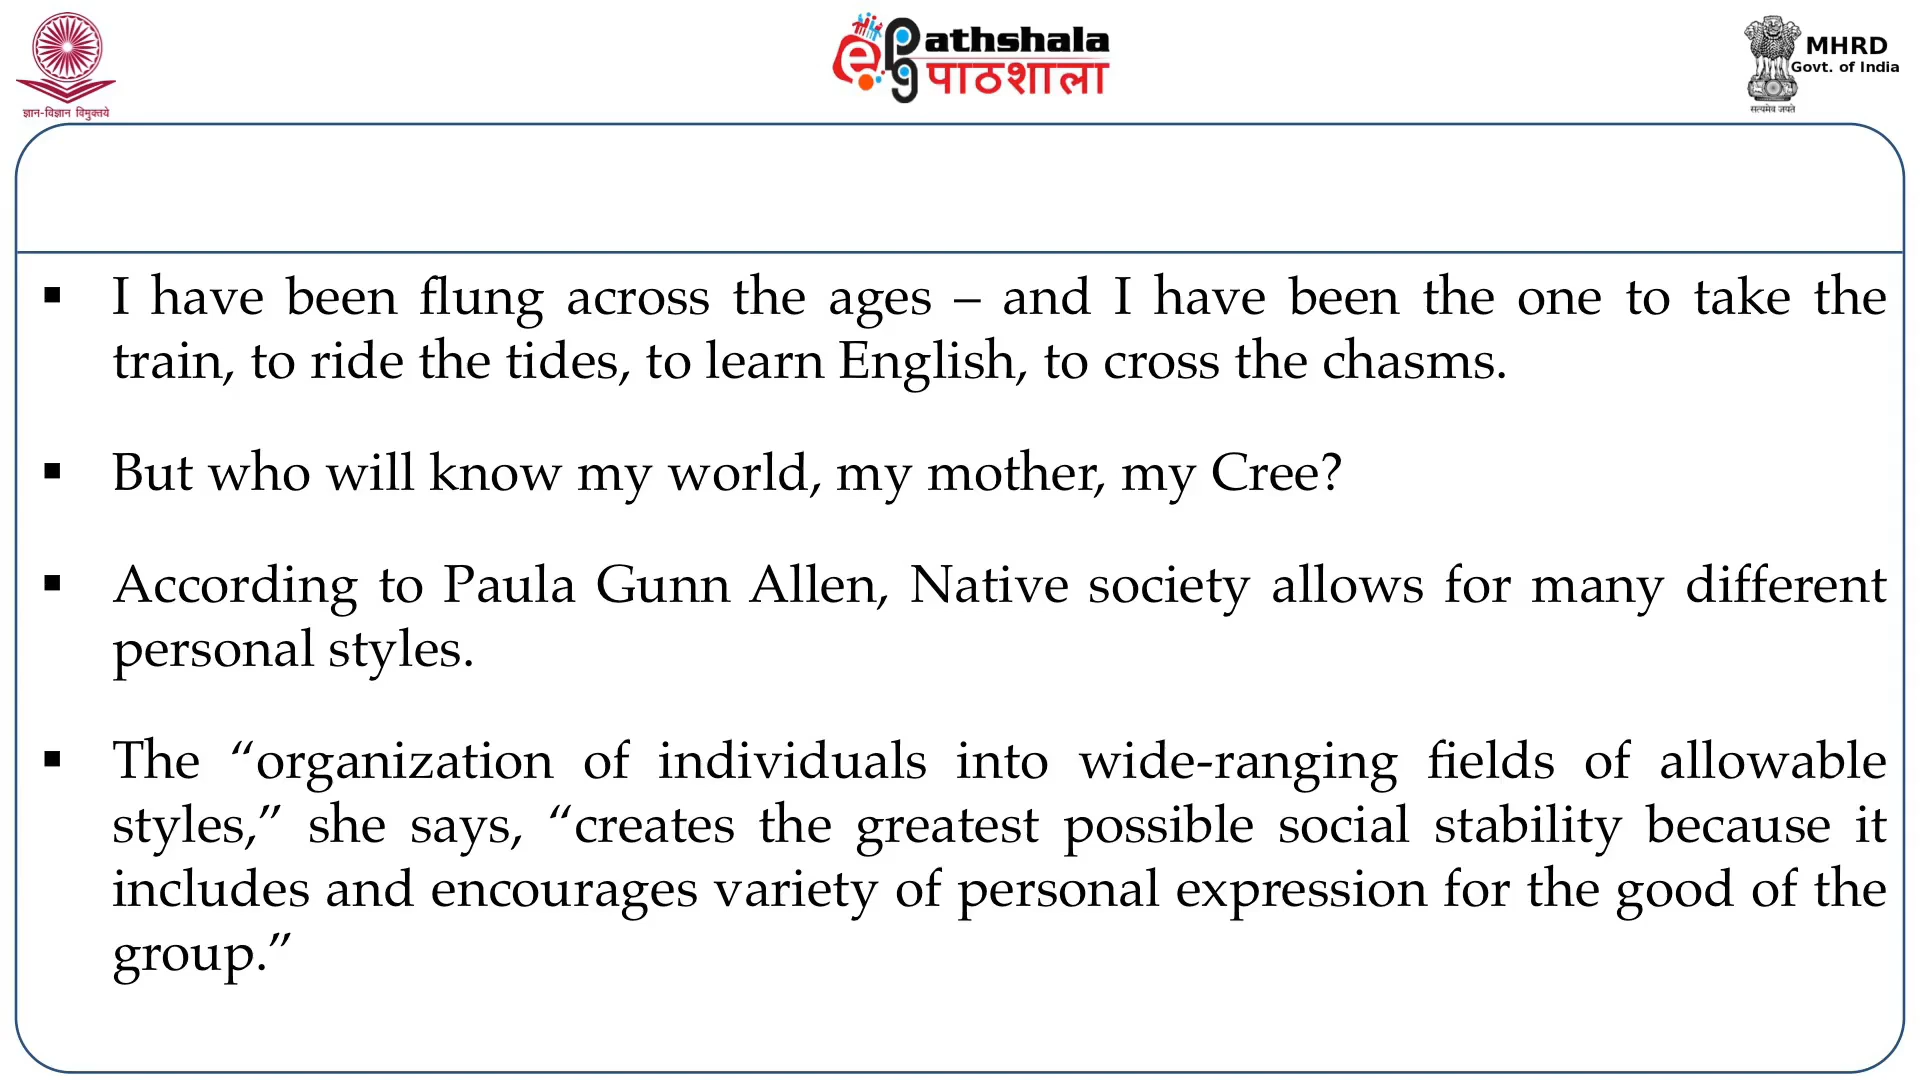 ज्ञान-विज्ञान विमुक्तये
e PG athshala
पाठशाला
MHRD
Govt. of India
सत्यमेव जयते
▪ I have been flung across the ages – and I have been the one to take the
train, to ride the tides, to learn English, to cross the chasms.
▪ But who will know my world, my mother, my Cree?
▪ According to Paula Gunn Allen, Native society allows for many different
personal styles.
▪ The “organization of individuals into wide-ranging fields of allowable
styles,” she says, “creates the greatest possible social stability because it
includes and encourages variety of personal expression for the good of the
group.”